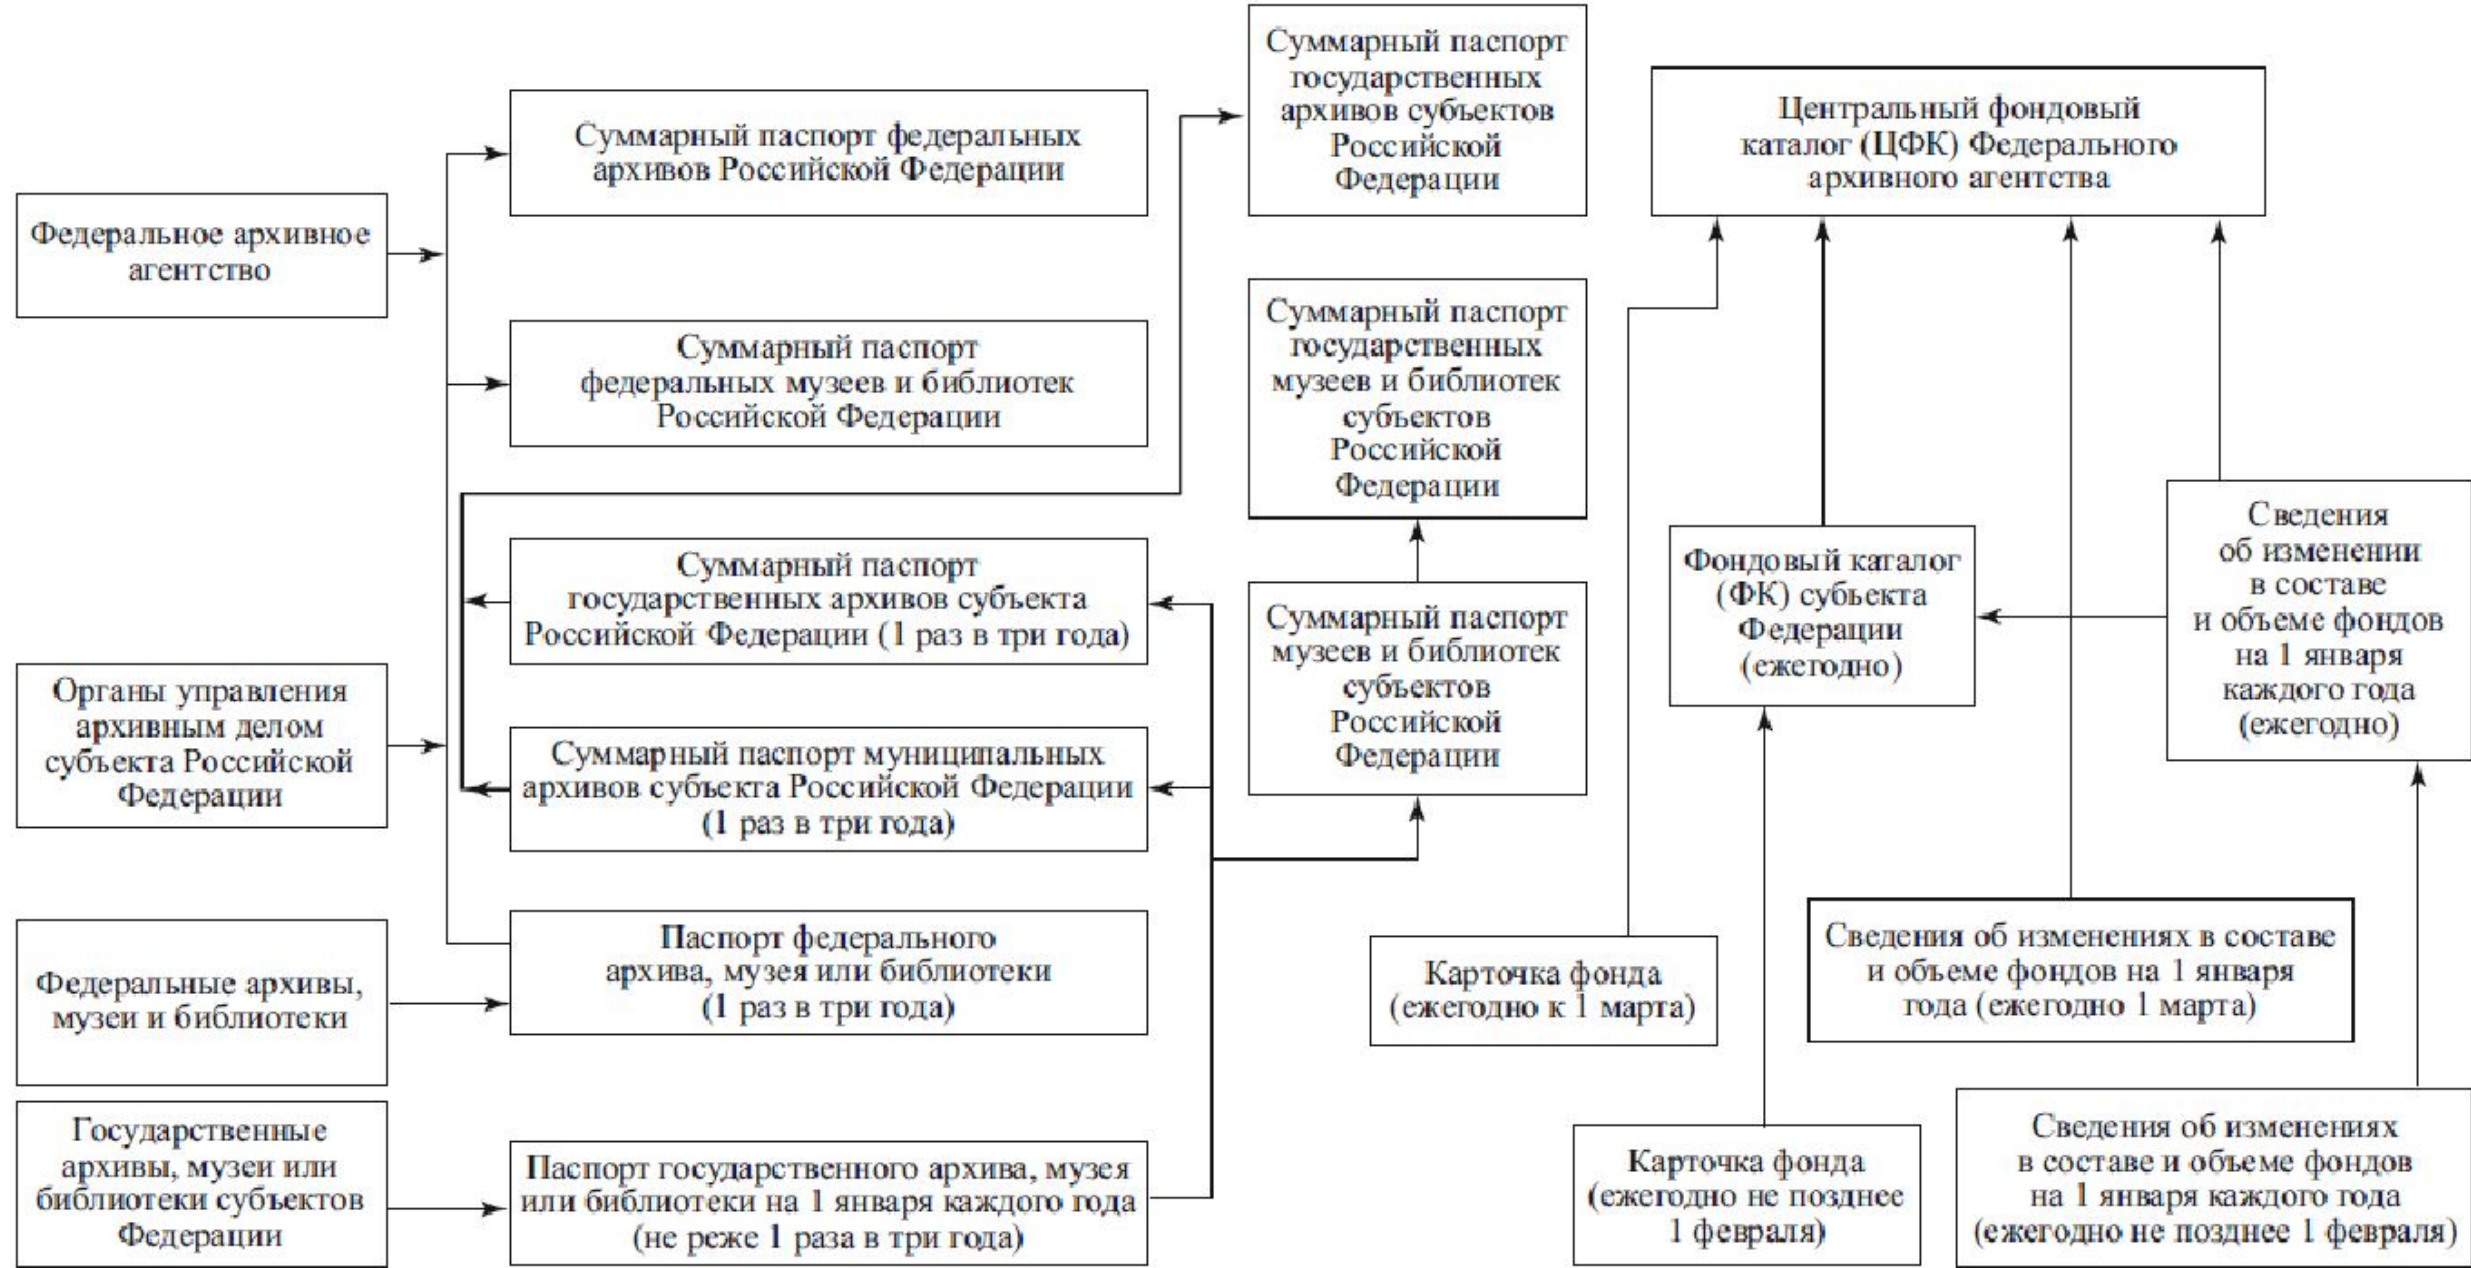 Федеральное архивное
агентство
Органы управления
архивным делом
субъекта Российской
Федерации
Федеральные архивы,
музеи и библиотеки
Государственные
архивы, музеи или
библиотеки субъектов
Федерации
Суммарный паспорт федеральных
архивов Российской Федерации
Суммарный паспорт
федеральных музеев и библиотек
Российской Федерации
Суммарный паспорт
государственных архивов субъекта
Российской Федерации (1 раз в три года)
Суммарный паспорт муниципальных
архивов субъекта Российской Федерации
(1 раз в три года)
Паспорт федерального
архива, музея или библиотеки
(1 раз в три года)
Паспорт государственного архива, музея
или библиотеки на 1 января каждого года
(не реже 1 раза в три года)
Суммарный паспорт
государственных
архивов субъектов
Российской
Федерации
Суммарный паспорт
государственных
музеев и библиотек
субъектов
Российской
Федерации
Суммарный паспорт
музеев и библиотек
субъектов
Российской
Федерации
Центральный фондовый
каталог (ЦФК) Федерального
архивного агентства
Фондовый каталог
(ФК) субъекта
Федерации
(ежегодно)
Сведения
об изменении
в составе
и объеме фондов
на 1 января
каждого года
(ежегодно)
Карточка фонда
(ежегодно к 1 марта)
Сведения об изменениях в составе
и объеме фондов на 1 января
года (ежегодно 1 марта)
Карточка фонда
(ежегодно не позднее
1 февраля)
Сведения об изменениях
в составе и объеме фондов
на 1 января каждого года
(ежегодно не позднее 1 февраля)